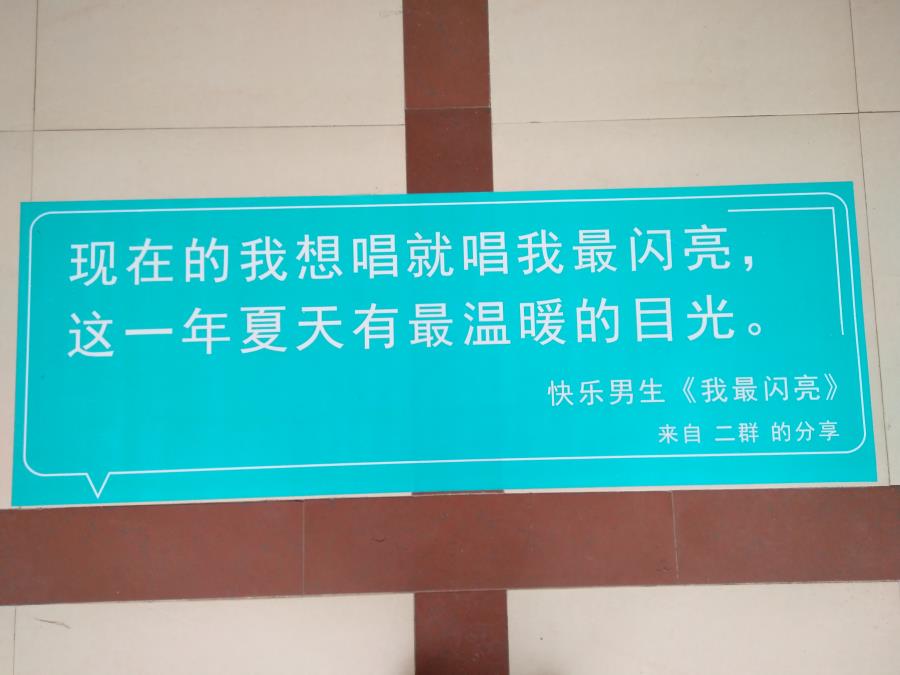 现在的我想唱就唱我最闪亮，
这一年夏天有最温暖的目光。
快乐男生《我最闪亮》
来自 二群 的分享